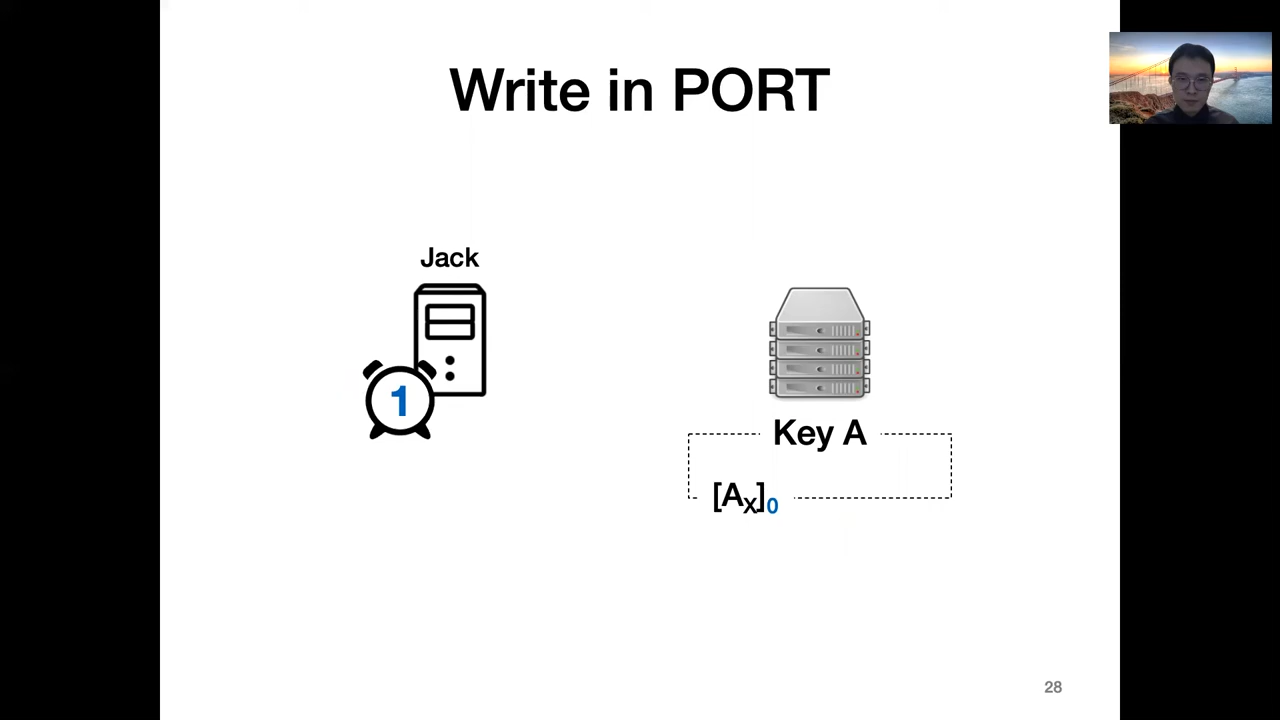 Write in PORT
Jack
1
Key A
[Aₓ]₀
28